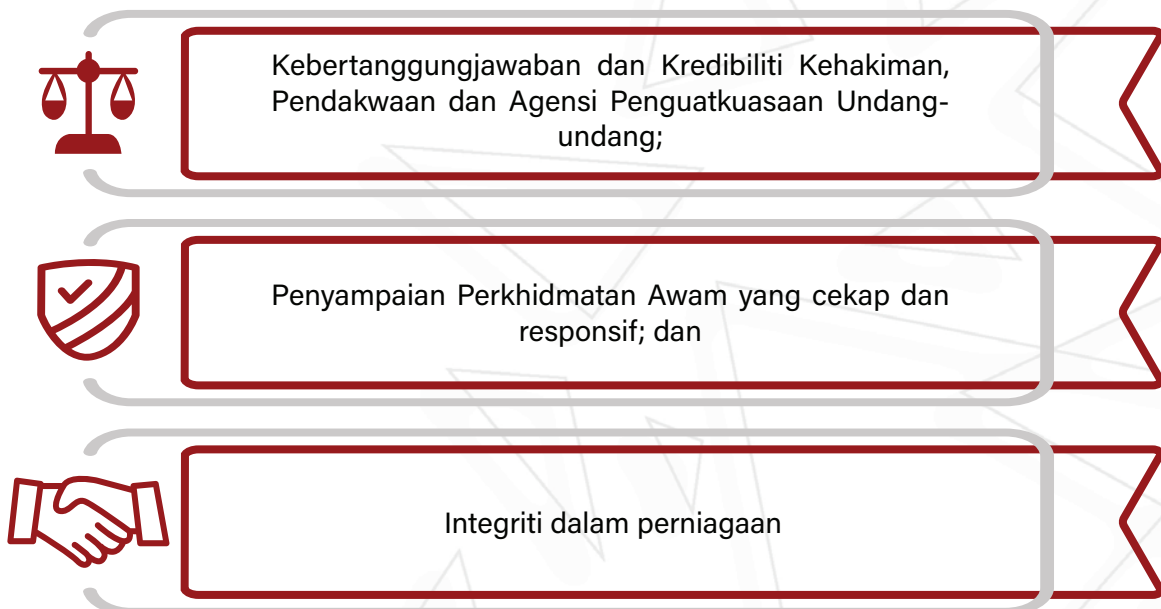 Kebertanggungjawaban dan Kredibiliti Kehakiman,
Pendakwaan dan Agensi Penguatkuasaan Undang-
undang;
Penyampaian Perkhidmatan Awam yang cekap dan
responsif; dan
Integriti dalam perniagaan